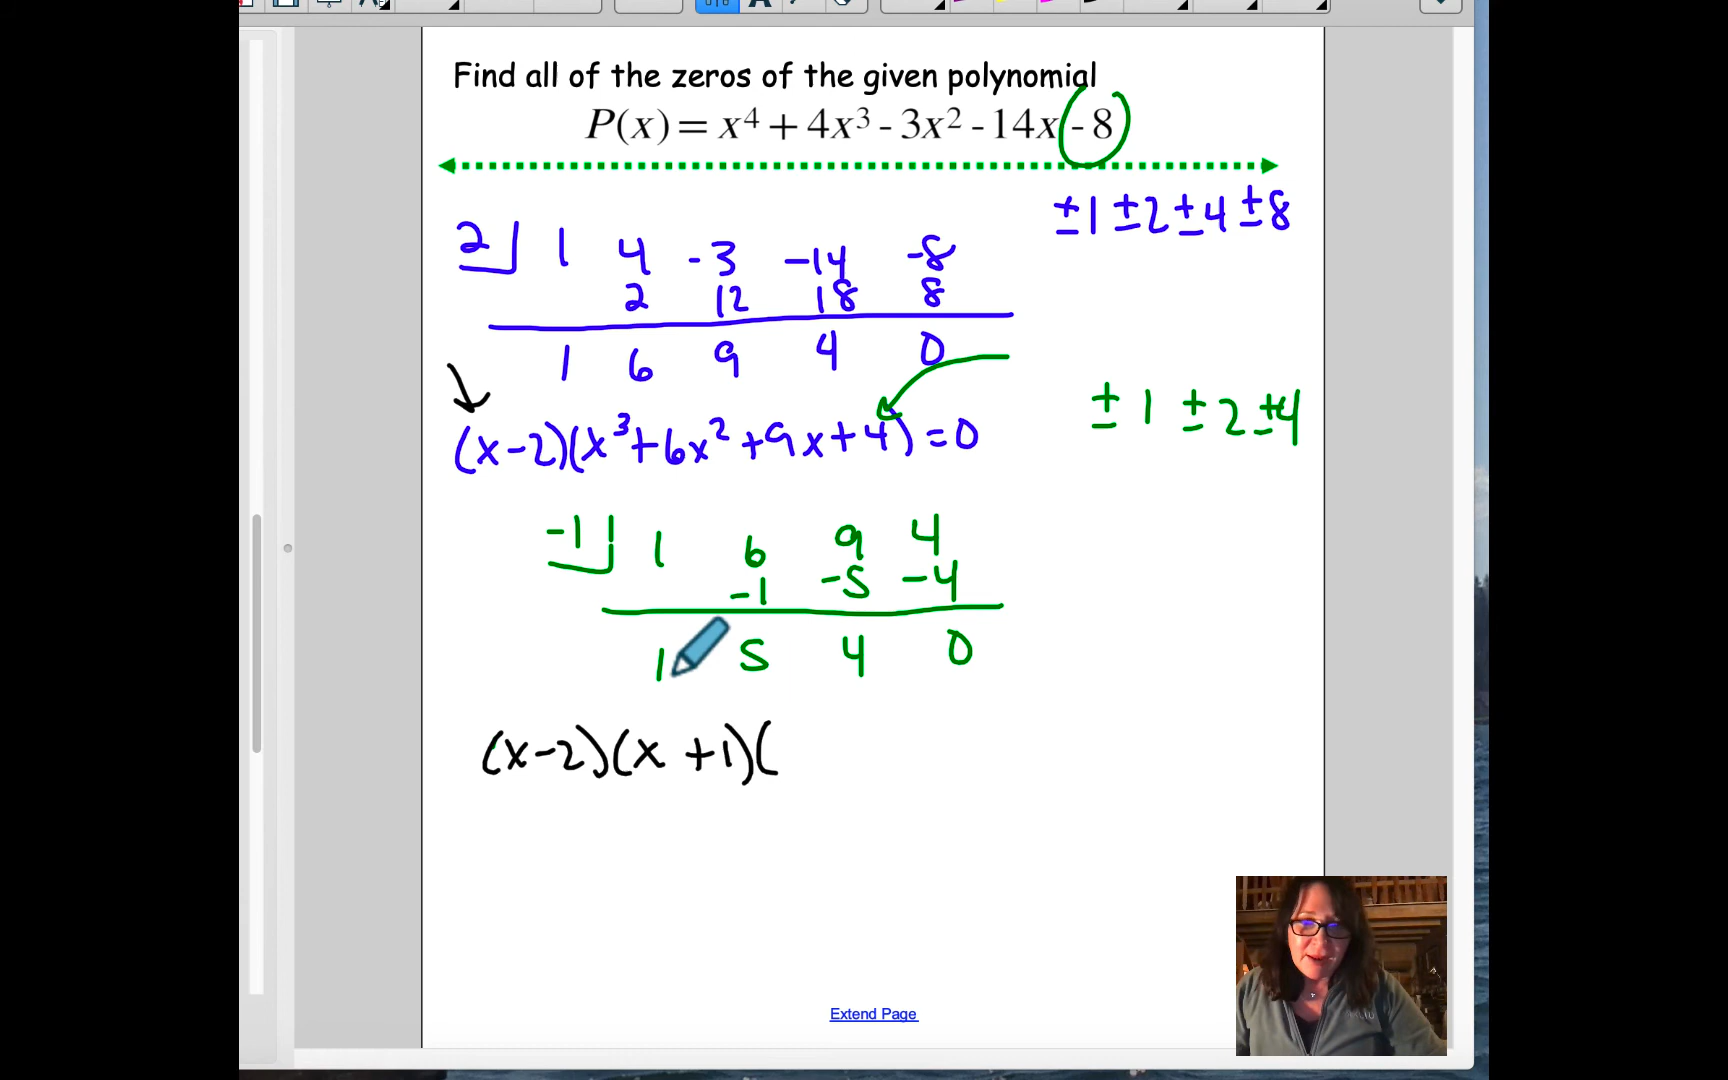 Find all of the zeros of the given polynomial
P(x) = x⁴ + 4x³ - 3x² - 14x - 8
±1 ±2 ±4 ±8
2 1 4 -3 -14 -8
2 12 18 8
1 6 9 4 0
± 1 ± 2 ±4
(x-2)(x³+6x²+9x+4)=0
-1 1 6 9 4
-1 -5 -4
1 5 4 0
(x-2)(x +1)(
Extend Page